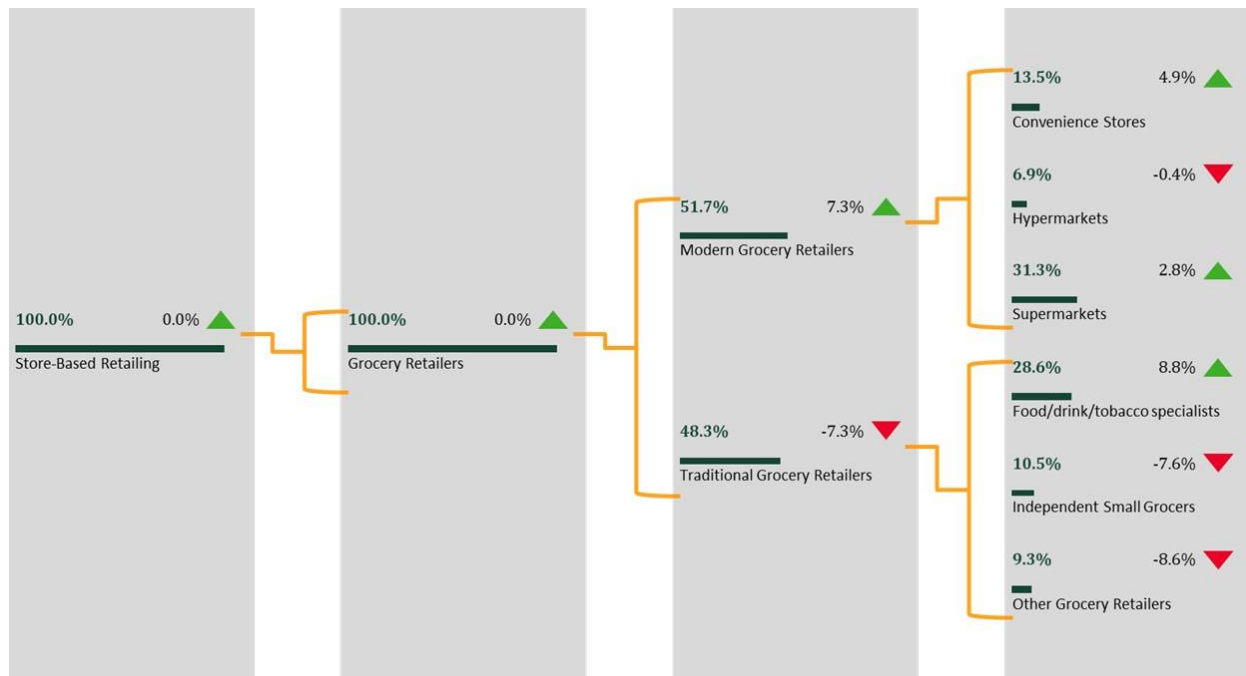 100.0% 0.0%
Store-Based Retailing
100.0% 0.0%
Grocery Retailers
51.7% 7.3%
Modern Grocery Retailers
48.3% -7.3%
Traditional Grocery Retailers
13.5% 4.9%
Convenience Stores
6.9% -0.4%
Hypermarkets
31.3% 2.8%
Supermarkets
28.6% 8.8%
Food/drink/tobacco specialists
10.5% -7.6%
Independent Small Grocers
9.3% -8.6%
Other Grocery Retailers